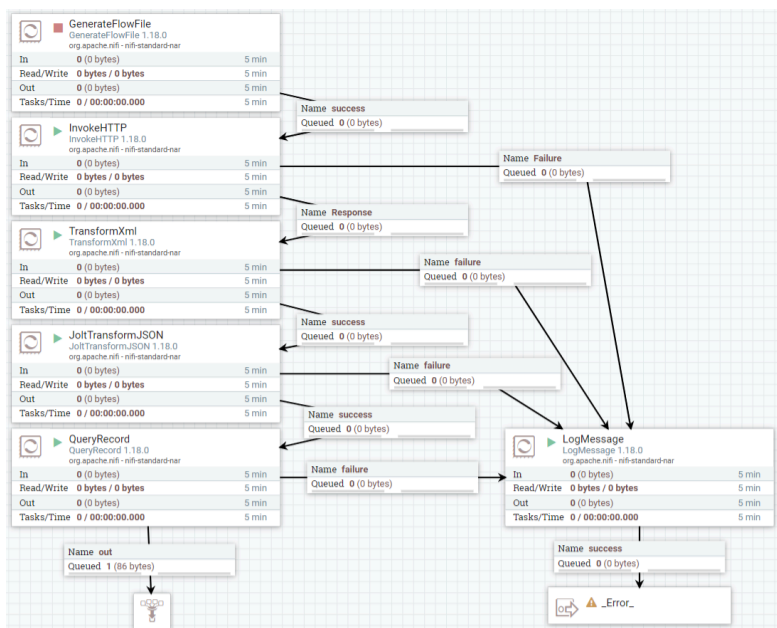 GenerateFlowFile
GenerateFlowFile 1.18.0
org.apache.nifi - nifi-standard-nar
In 0 (0 bytes) 5 min
Read/Write 0 bytes / 0 bytes 5 min
Out 0 (0 bytes) 5 min
Tasks/Time 0 / 00:00:00.000 5 min
Name success
Queued 0 (0 bytes)
InvokeHTTP
InvokeHTTP 1.18.0
org.apache.nifi - nifi-standard-nar
In 0 (0 bytes) 5 min
Read/Write 0 bytes / 0 bytes 5 min
Out 0 (0 bytes) 5 min
Tasks/Time 0 / 00:00:00.000 5 min
Name Failure
Queued 0 (0 bytes)
Name Response
Queued 0 (0 bytes)
TransformXml
TransformXml 1.18.0
org.apache.nifi - nifi-standard-nar
In 0 (0 bytes) 5 min
Read/Write 0 bytes / 0 bytes 5 min
Out 0 (0 bytes) 5 min
Tasks/Time 0 / 00:00:00.000 5 min
Name failure
Queued 0 (0 bytes)
Name success
Queued 0 (0 bytes)
JoltTransformJSON
JoltTransformJSON 1.18.0
org.apache.nifi - nifi-standard-nar
In 0 (0 bytes) 5 min
Read/Write 0 bytes / 0 bytes 5 min
Out 0 (0 bytes) 5 min
Tasks/Time 0 / 00:00:00.000 5 min
Name failure
Queued 0 (0 bytes)
Name success
Queued 0 (0 bytes)
QueryRecord
QueryRecord 1.18.0
org.apache.nifi - nifi-standard-nar
In 0 (0 bytes) 5 min
Read/Write 0 bytes / 0 bytes 5 min
Out 0 (0 bytes) 5 min
Tasks/Time 0 / 00:00:00.000 5 min
Name failure
Queued 0 (0 bytes)
LogMessage
LogMessage 1.18.0
org.apache.nifi - nifi-standard-nar
In 0 (0 bytes) 5 min
Read/Write 0 bytes / 0 bytes 5 min
Out 0 (0 bytes) 5 min
Tasks/Time 0 / 00:00:00.000 5 min
Name out
Queued 1 (86 bytes)
Name success
Queued 0 (0 bytes)
_Error_